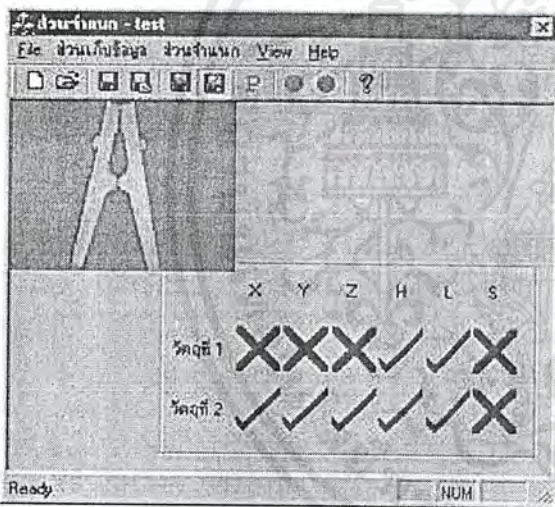 ส่วนจำแนก - test
File ส่วนเก็บข้อมูล ส่วนจำแนก View Help
P ?
X Y Z H L S
วัตถุที่ 1
วัตถุที่ 2
Ready NUM